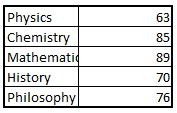 Physics 63
Chemistry 85
Mathematic 89
History 70
Philosophy 76